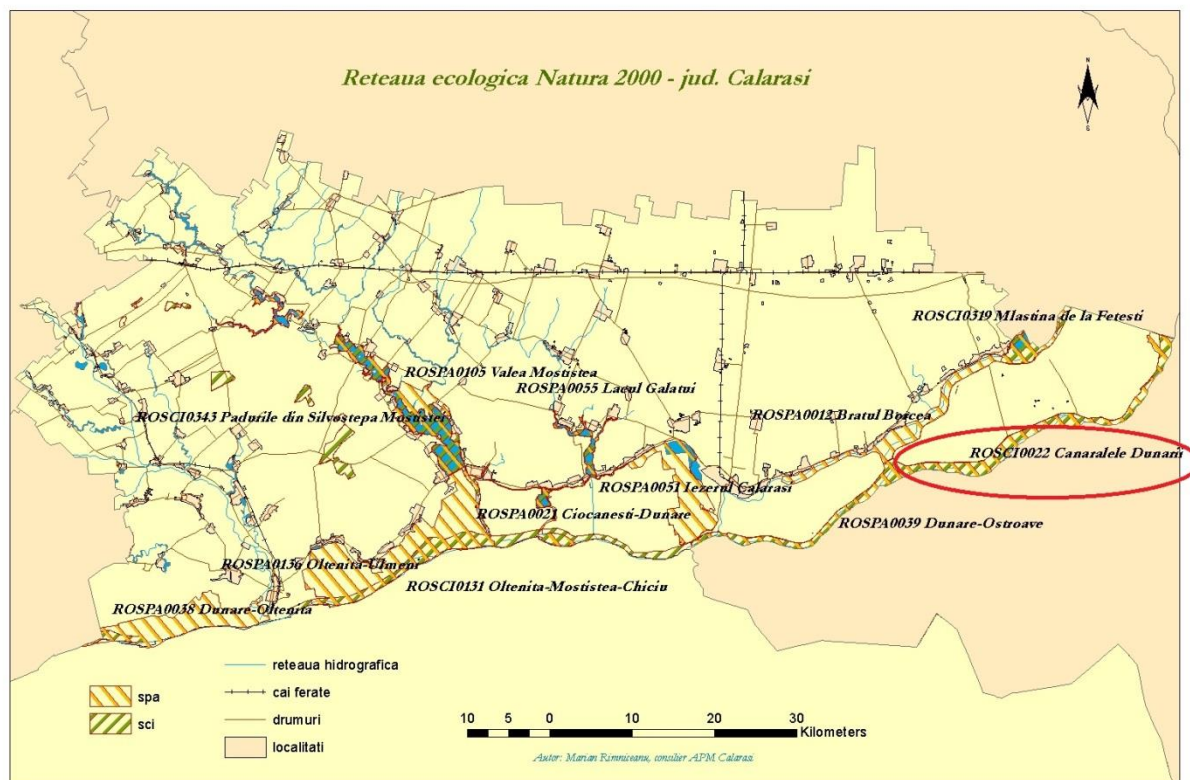 Reteaua ecologica Natura 2000 - jud. Calarasi
N
G
ROSCI0319 Mlastina de la Fetesti
ROSPA0105 Valea Mostistea
ROSPA0055 Lacul Galatui
ROSCI0343 Padurile din Silvostepa Mostistei
ROSPA0012 Bratul Borcea
ROSCI0022 Canaralele Dunarii
ROSPA0051 Iezerul Calarasi
ROSPA0021 Ciocanesti-Dunare
ROSPA0039 Dunare-Ostroave
ROSPA0136 Oltenita-Ulmeni
ROSCI0131 Oltenita-Mostistea-Chiciu
ROSPA0038 Dunare-Oltenita
reteaua hidrografica
spa
cai ferate
sci
drumuri
localitati
10 5 0 10 20 30
Kilometers
Autor: Marian Rimniceanu, consilier APM Calarasi